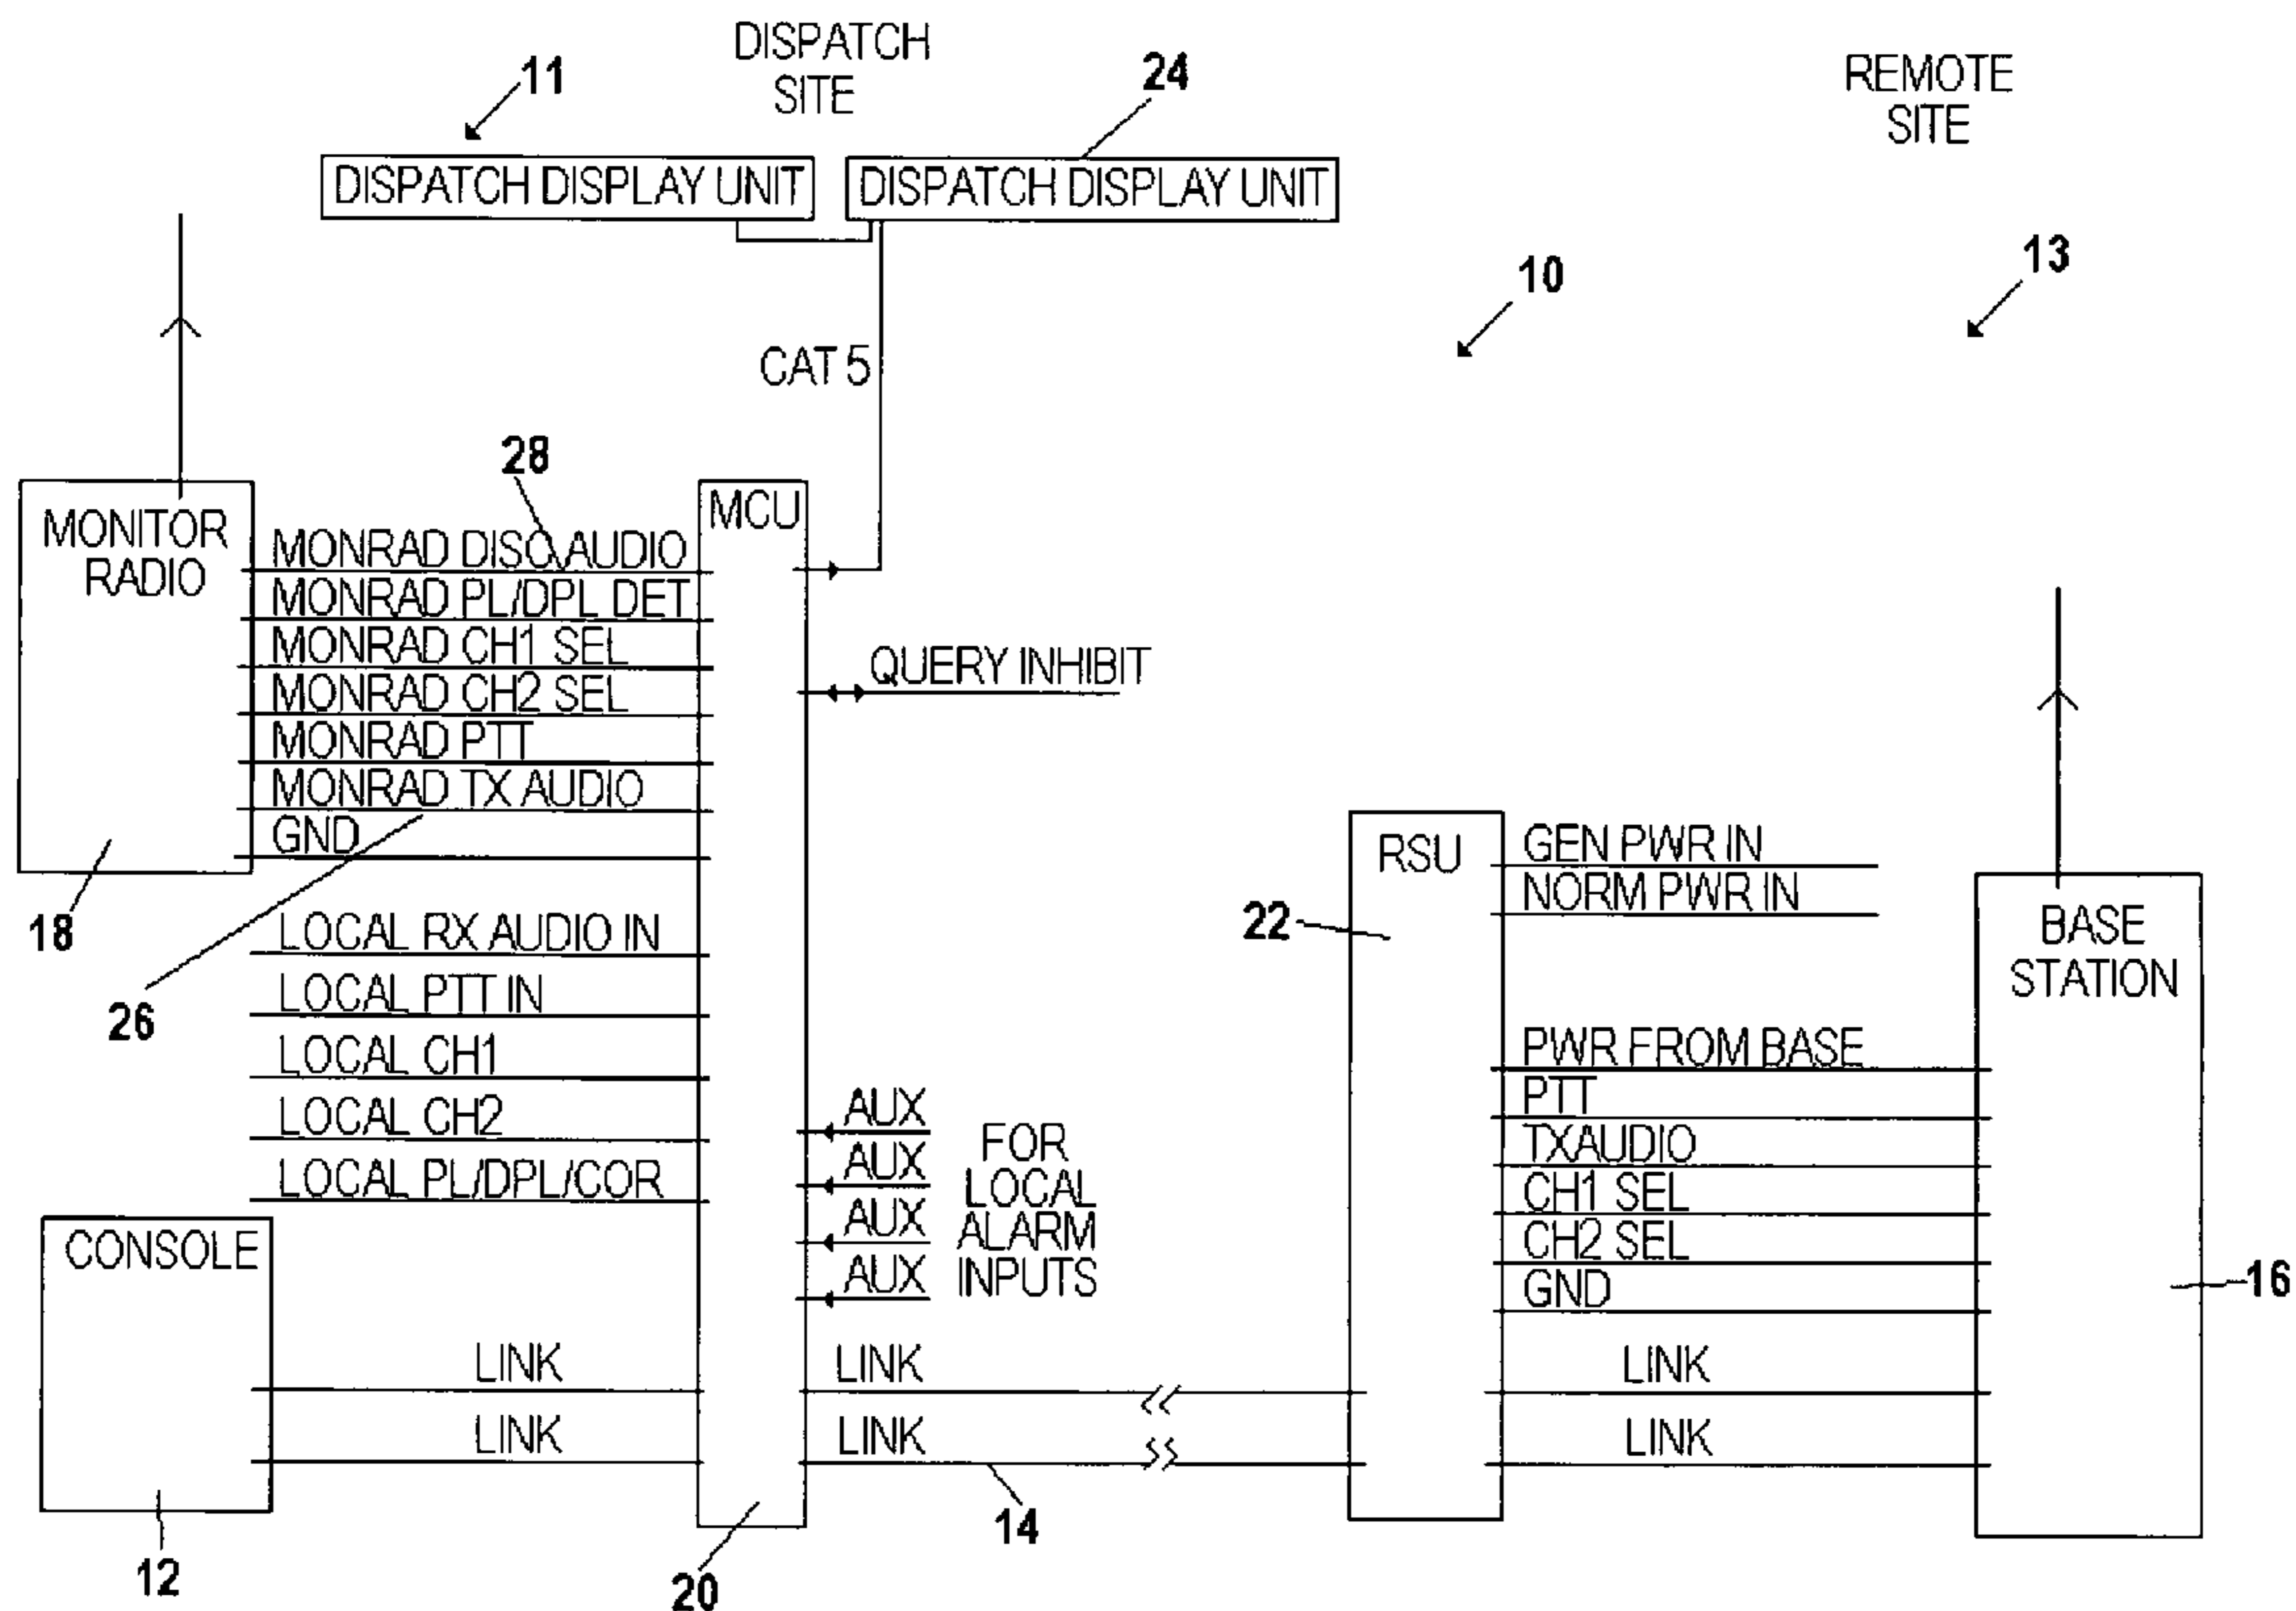 DISPATCH
SITE
11
24
REMOTE
SITE
DISPATCH DISPLAY UNIT
DISPATCH DISPLAY UNIT
10
13
CAT 5
28
MONITOR
RADIO
MCU
MONRAD DISC AUDIO
MONRAD PL/DPL DET
MONRAD CH1 SEL
MONRAD CH2 SEL
MONRAD PTT
MONRAD TX AUDIO
GND
QUERY INHIBIT
18
26
LOCAL RX AUDIO IN
LOCAL PTT IN
LOCAL CH1
LOCAL CH2
LOCAL PL/DPL/COR
AUX
AUX
AUX
AUX
FOR
LOCAL
ALARM
INPUTS
RSU
22
GEN PWR IN
NORM PWR IN
BASE
STATION
PWR FROM BASE
PTT
TXAUDIO
CH1 SEL
CH2 SEL
GND
16
CONSOLE
LINK
LINK
LINK
LINK
LINK
LINK
14
12
20